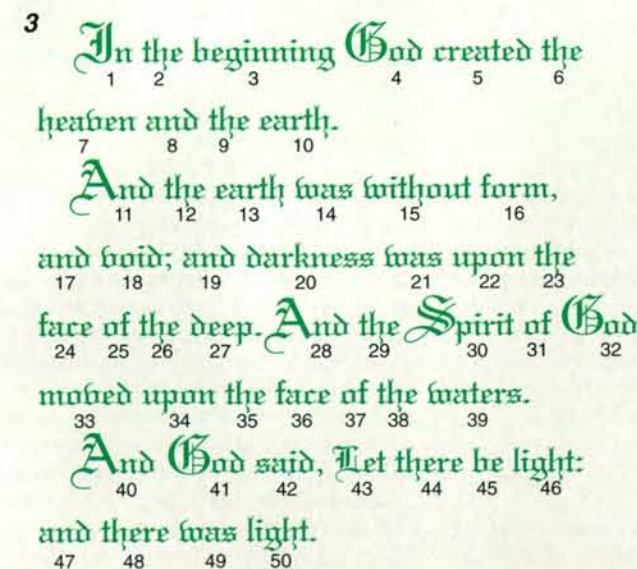 3
In the beginning God created the
1 2 3 4 5 6
heaven and the earth.
7 8 9 10
And the earth was without form,
11 12 13 14 15 16
and void; and darkness was upon the
17 18 19 20 21 22 23
face of the deep. And the Spirit of God
24 25 26 27 28 29 30 31 32
moved upon the face of the waters.
33 34 35 36 37 38 39
And God said, Let there be light:
40 41 42 43 44 45 46
and there was light.
47 48 49 50